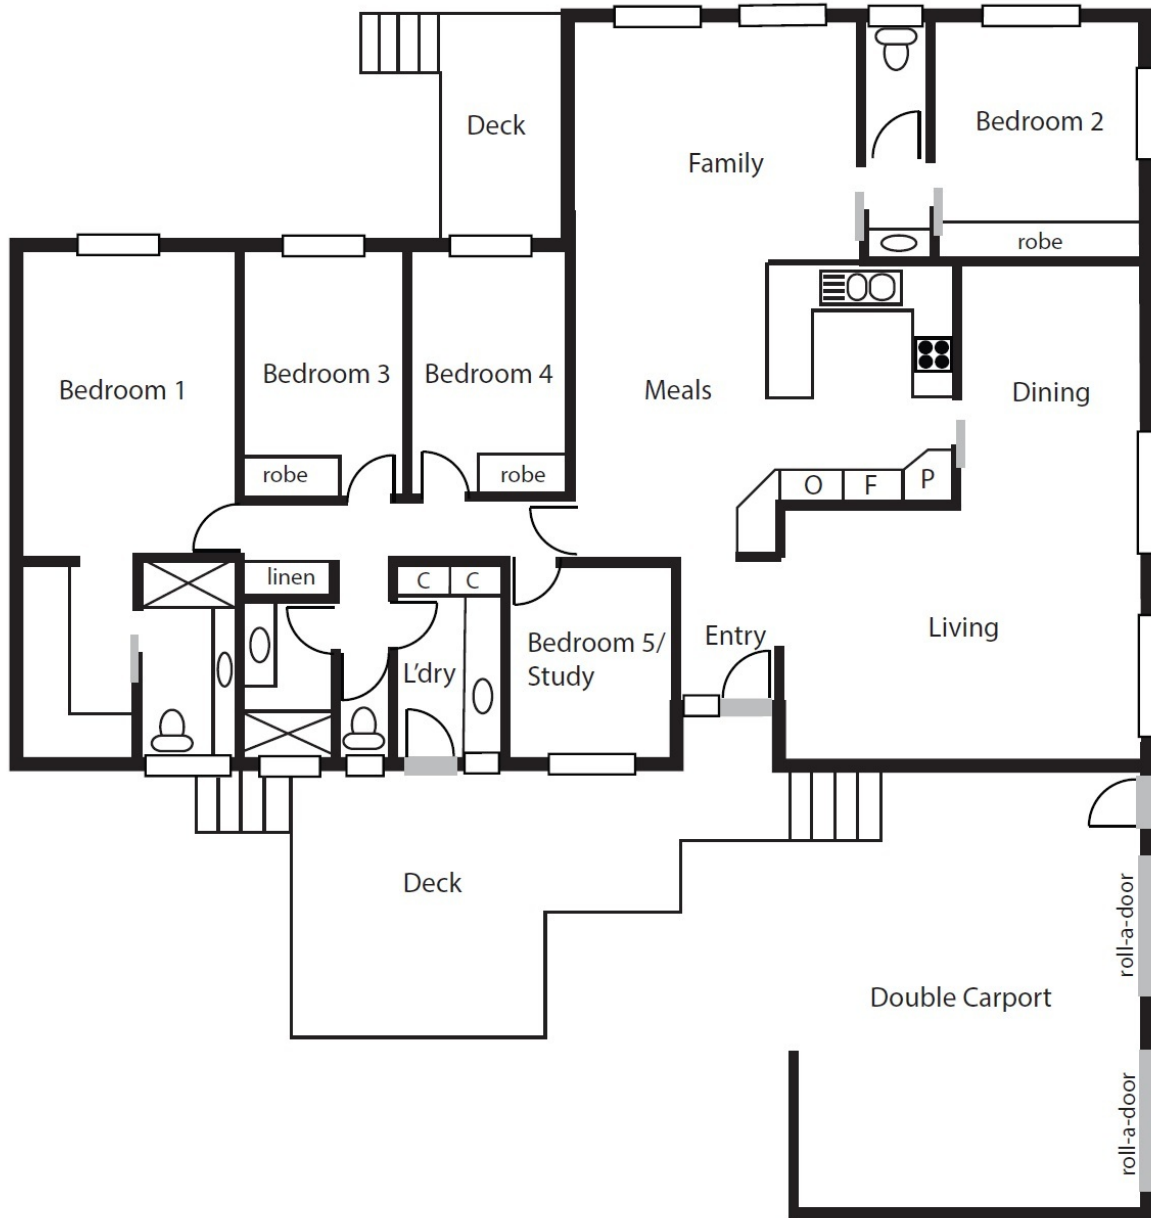 Deck
Bedroom 2
Family
robe
Bedroom 1
Bedroom 3
Bedroom 4
Meals
Dining
robe
robe
O
F
P
linen
C
C
Bedroom 5/
Study
Entry
Living
L'dry
Deck
roll-a-door
Double Carport
roll-a-door